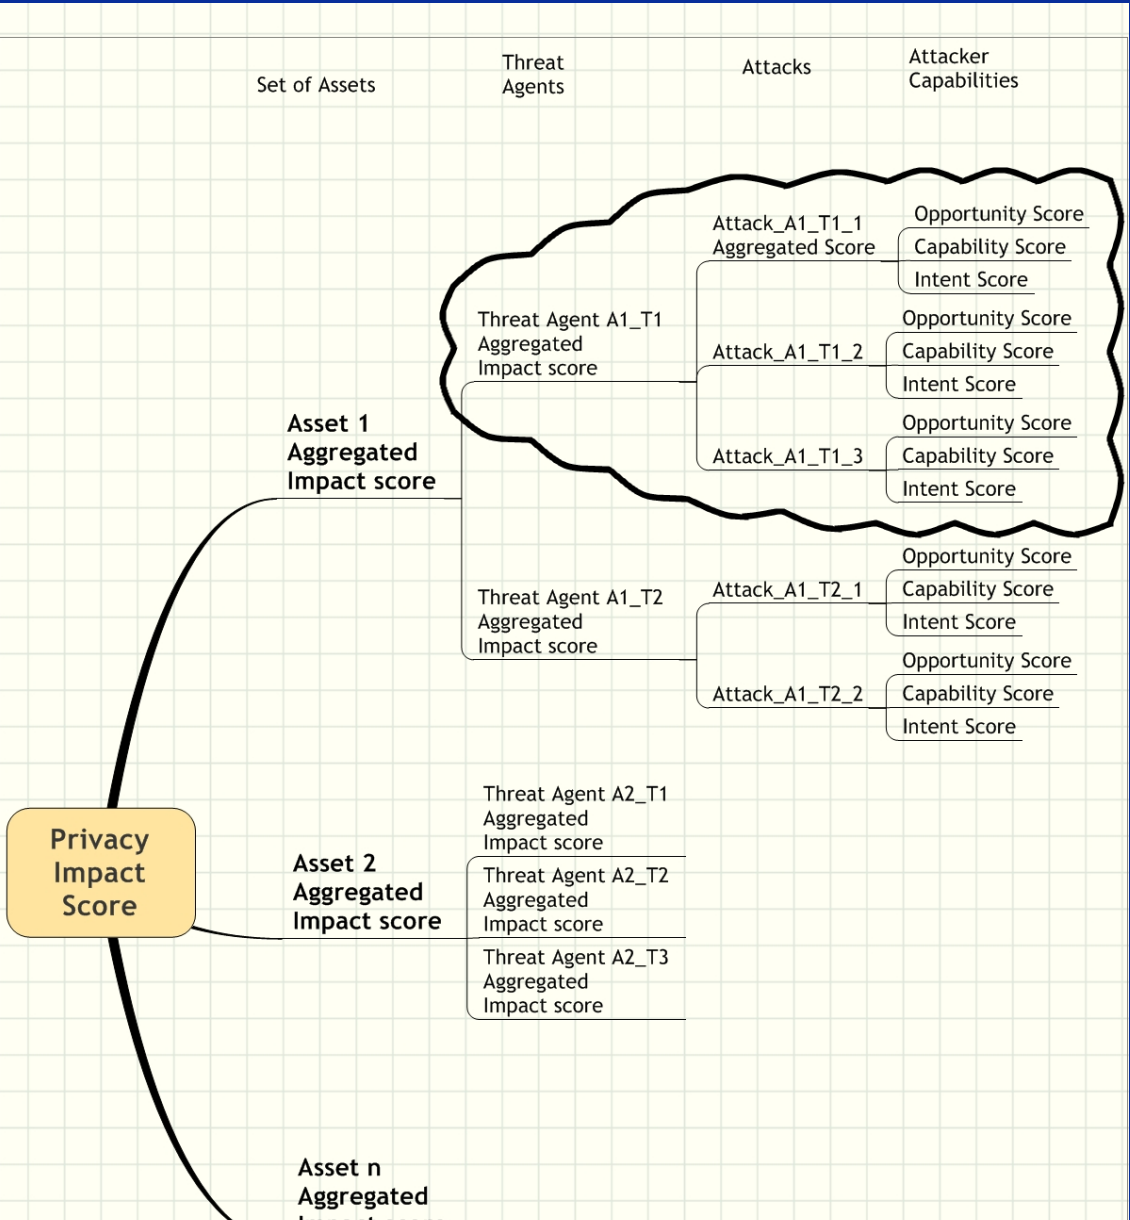 Set of Assets
Threat
Agents
Attacks
Attacker
Capabilities
Attack_A1_T1_1
Aggregated Score
Opportunity Score
Capability Score
Intent Score
Threat Agent A1_T1
Aggregated
Impact score
Attack_A1_T1_2
Opportunity Score
Capability Score
Intent Score
Attack_A1_T1_3
Opportunity Score
Capability Score
Intent Score
Asset 1
Aggregated
Impact score
Threat Agent A1_T2
Aggregated
Impact score
Attack_A1_T2_1
Opportunity Score
Capability Score
Intent Score
Attack_A1_T2_2
Opportunity Score
Capability Score
Intent Score
Privacy
Impact
Score
Asset 2
Aggregated
Impact score
Threat Agent A2_T1
Aggregated
Impact score
Threat Agent A2_T2
Aggregated
Impact score
Threat Agent A2_T3
Aggregated
Impact score
Asset n
Aggregated